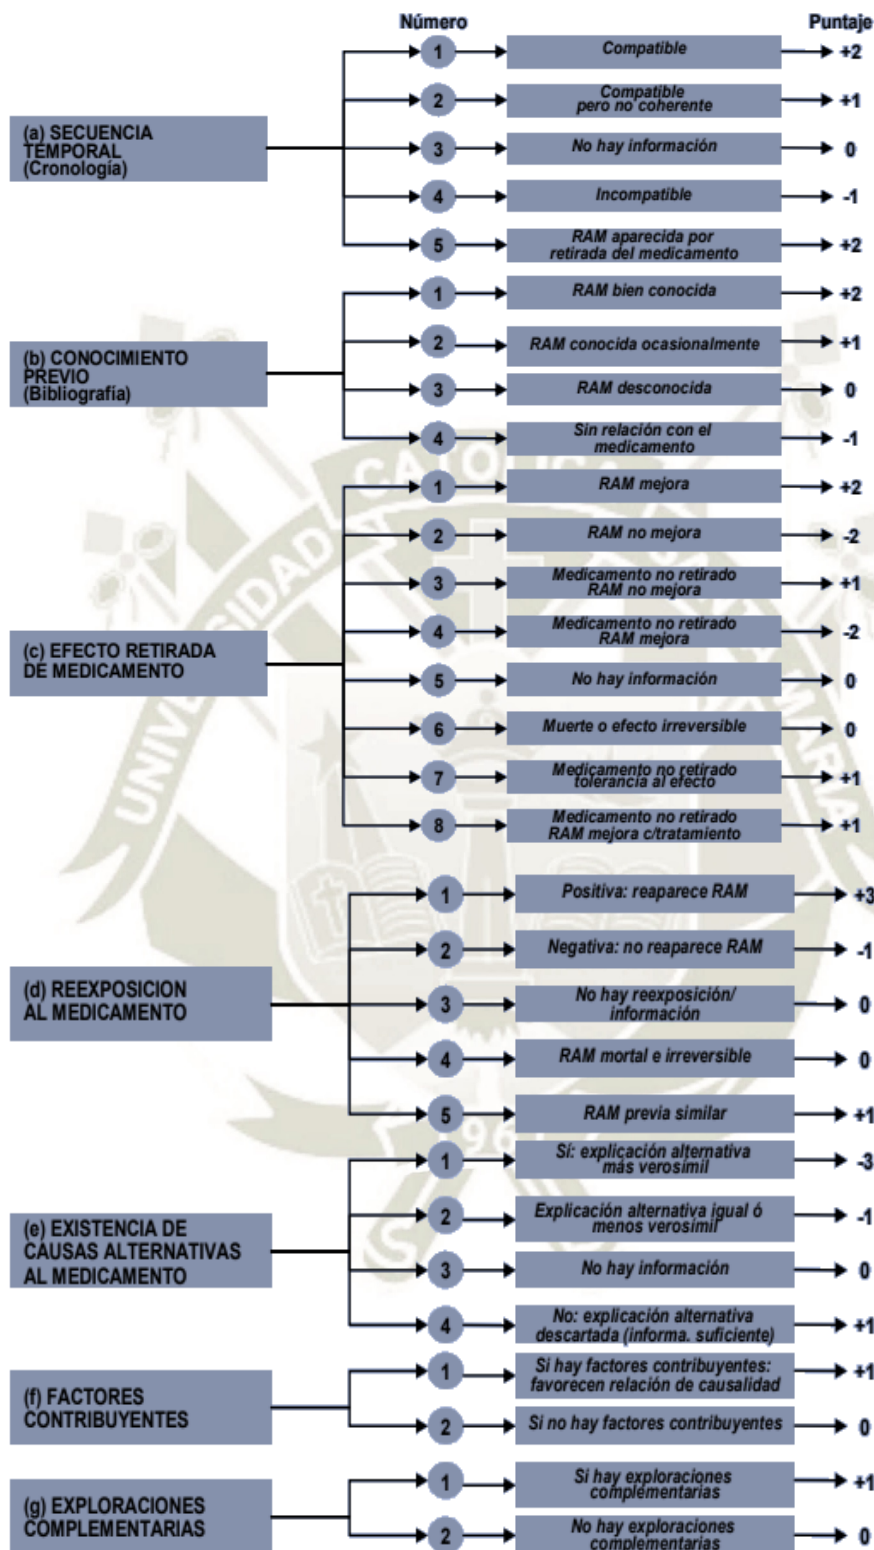 Número Puntaje
(a) SECUENCIA
TEMPORAL
(Cronología)
1 Compatible +2
2 Compatible
pero no coherente +1
3 No hay información 0
4 Incompatible -1
5 RAM aparecida por
retirada del medicamento +2
(b) CONOCIMIENTO
PREVIO
(Bibliografía)
1 RAM bien conocida +2
2 RAM conocida ocasionalmente +1
3 RAM desconocida 0
4 Sin relación con el
medicamento -1
(c) EFECTO RETIRADA
DE MEDICAMENTO
1 RAM mejora +2
2 RAM no mejora -2
3 Medicamento no retirado
RAM no mejora +1
4 Medicamento no retirado
RAM mejora -2
5 No hay información 0
6 Muerte o efecto irreversible 0
7 Medicamento no retirado
tolerancia al efecto +1
8 Medicamento no retirado
RAM mejora c/tratamiento +1
(d) REEXPOSICION
AL MEDICAMENTO
1 Positiva: reaparece RAM +3
2 Negativa: no reaparece RAM -1
3 No hay reexposición/
información 0
4 RAM mortal e irreversible 0
5 RAM previa similar +1
(e) EXISTENCIA DE
CAUSAS ALTERNATIVAS
AL MEDICAMENTO
1 Sí: explicación alternativa
más verosímil -3
2 Explicación alternativa igual ó
menos verosímil -1
3 No hay información 0
4 No: explicación alternativa
descartada (informa. suficiente) +1
(f) FACTORES
CONTRIBUYENTES
1 Si hay factores contribuyentes:
favorecen relación de causalidad +1
2 Si no hay factores contribuyentes 0
(g) EXPLORACIONES
COMPLEMENTARIAS
1 Si hay exploraciones
complementarias +1
2 No hay exploraciones
complementarias 0